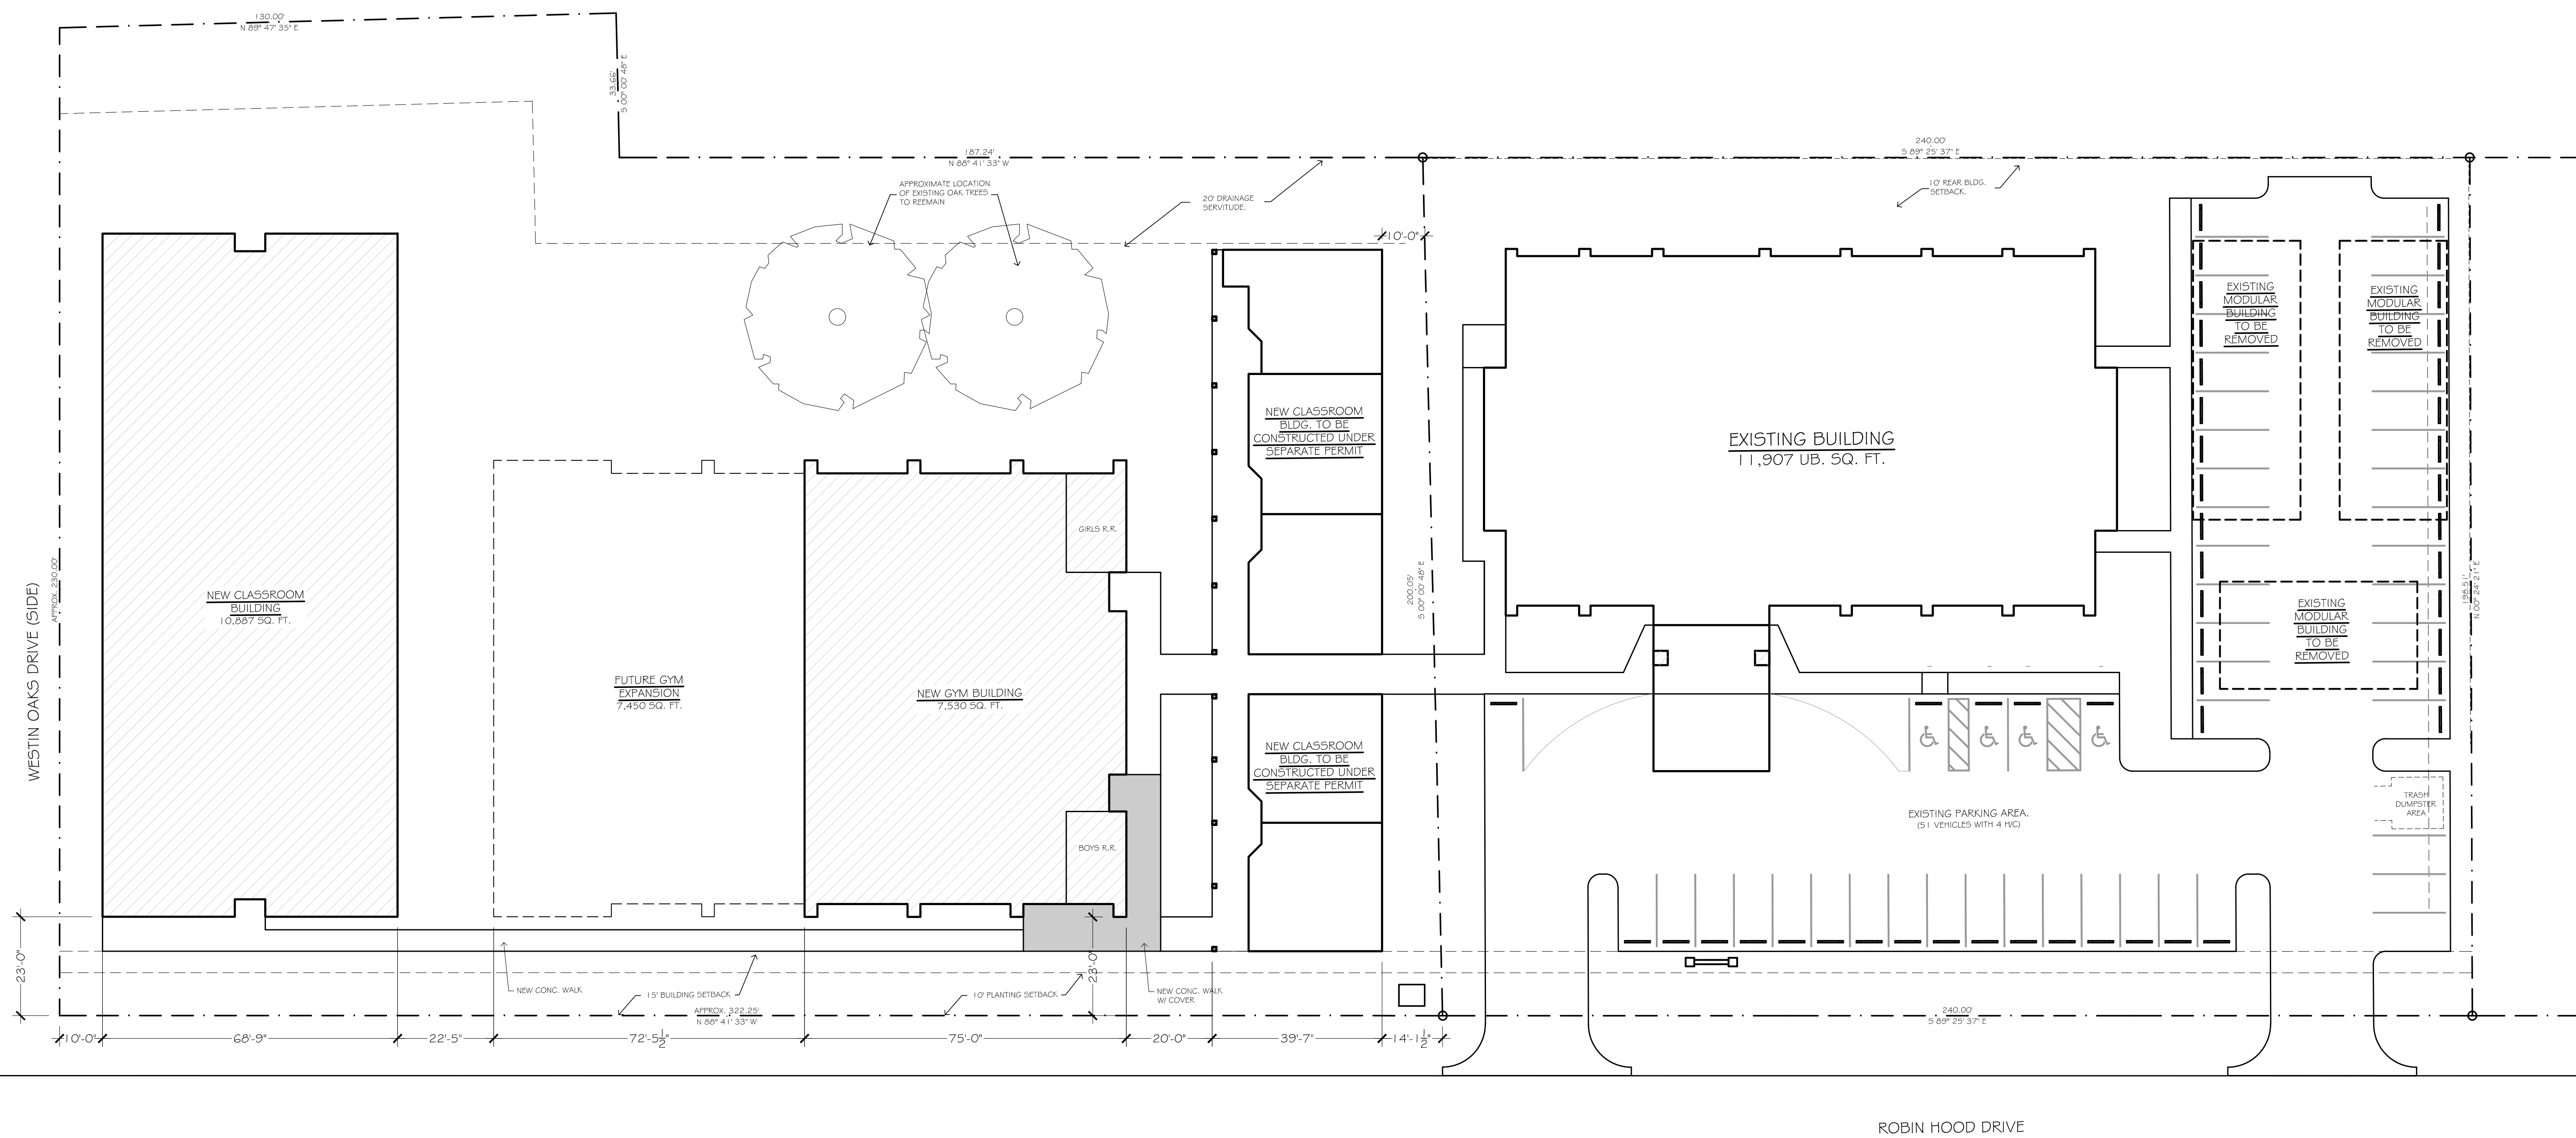 130.00'
N 89° 47' 35" E
33.66'
S 00° 00' 48" E
187.24'
N 88° 41' 33" W
240.00'
S 89° 25' 37" E
APPROXIMATE LOCATION
OF EXISTING OAK TREES
TO REEMAIN
20' DRAINAGE
SERVITUDE.
10' REAR BLDG.
SETBACK.
10'-0"
EXISTING
MODULAR
BUILDING
TO BE
REMOVED
EXISTING
MODULAR
BUILDING
TO BE
REMOVED
NEW CLASSROOM
BLDG. TO BE
CONSTRUCTED UNDER
SEPARATE PERMIT
EXISTING BUILDING
11,907 UB. SQ. FT.
GIRLS R.R.
WESTIN OAKS DRIVE (SIDE)
APPROX. 230.00'
NEW CLASSROOM
BUILDING
10,887 SQ. FT.
200.05'
S 00° 00' 48" E
198.51'
N 00° 24' 21" E
EXISTING
MODULAR
BUILDING
TO BE
REMOVED
FUTURE GYM
EXPANSION
7,450 SQ. FT.
NEW GYM BUILDING
7,530 SQ. FT.
NEW CLASSROOM
BLDG. TO BE
CONSTRUCTED UNDER
SEPARATE PERMIT
BOYS R.R.
EXISTING PARKING AREA.
(51 VEHICLES WITH 4 H/C)
TRASH
DUMPSTER
AREA
23'-0"
23'-0"
NEW CONC. WALK
15' BUILDING SETBACK
10' PLANTING SETBACK
NEW CONC. WALK
W/ COVER
APPROX. 322.25'
N 88° 41' 33" W
240.00'
S 89° 25' 37" E
10'-0"
68'-9"
22'-5"
72'-5 1/2"
75'-0"
20'-0"
39'-7"
14'-1 1/2"
ROBIN HOOD DRIVE